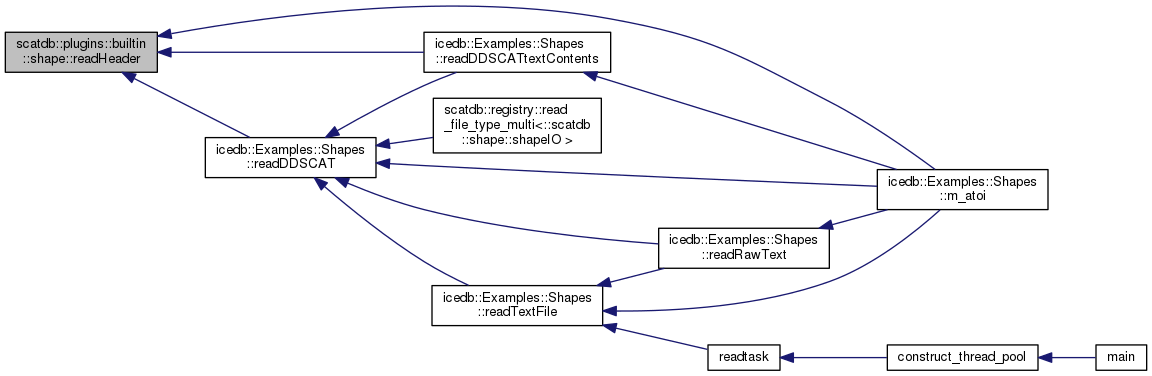 scatdb::plugins::builtin
::shape::readHeader
icedb::Examples::Shapes
::readDDSCATtextContents
scatdb::registry::read
_file_type_multi<::scatdb
::shape::shapeIO >
icedb::Examples::Shapes
::readDDSCAT
icedb::Examples::Shapes
::m_atoi
icedb::Examples::Shapes
::readRawText
icedb::Examples::Shapes
::readTextFile
readtask
construct_thread_pool
main